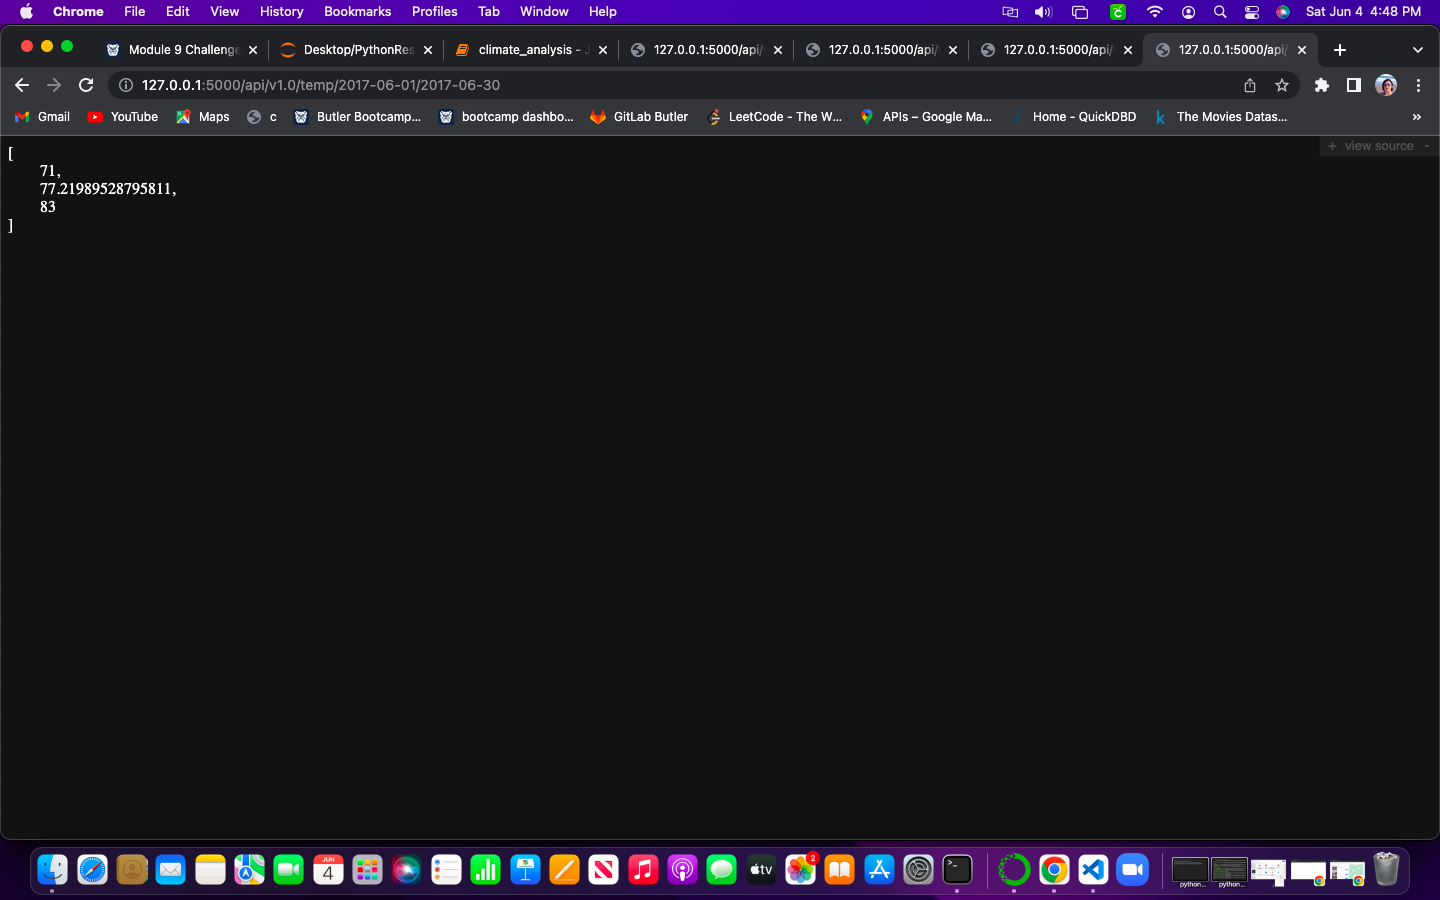 Chrome File Edit View History Bookmarks Profiles Tab Window Help Sat Jun 4 4:48 PM
Module 9 Challenge Desktop/PythonRes climate_analysis - J 127.0.0.1:5000/api/ 127.0.0.1:5000/api/ 127.0.0.1:5000/api/ 127.0.0.1:5000/api/
127.0.0.1:5000/api/v1.0/temp/2017-06-01/2017-06-30
Gmail YouTube Maps c Butler Bootcamp... bootcamp dashbo... GitLab Butler LeetCode - The W... APIs – Google Ma... Home - QuickDBD k The Movies Datas... »
+ view source -
[
71,
77.21989528795811,
83
]
JUN
4
tv
2
python...
python...